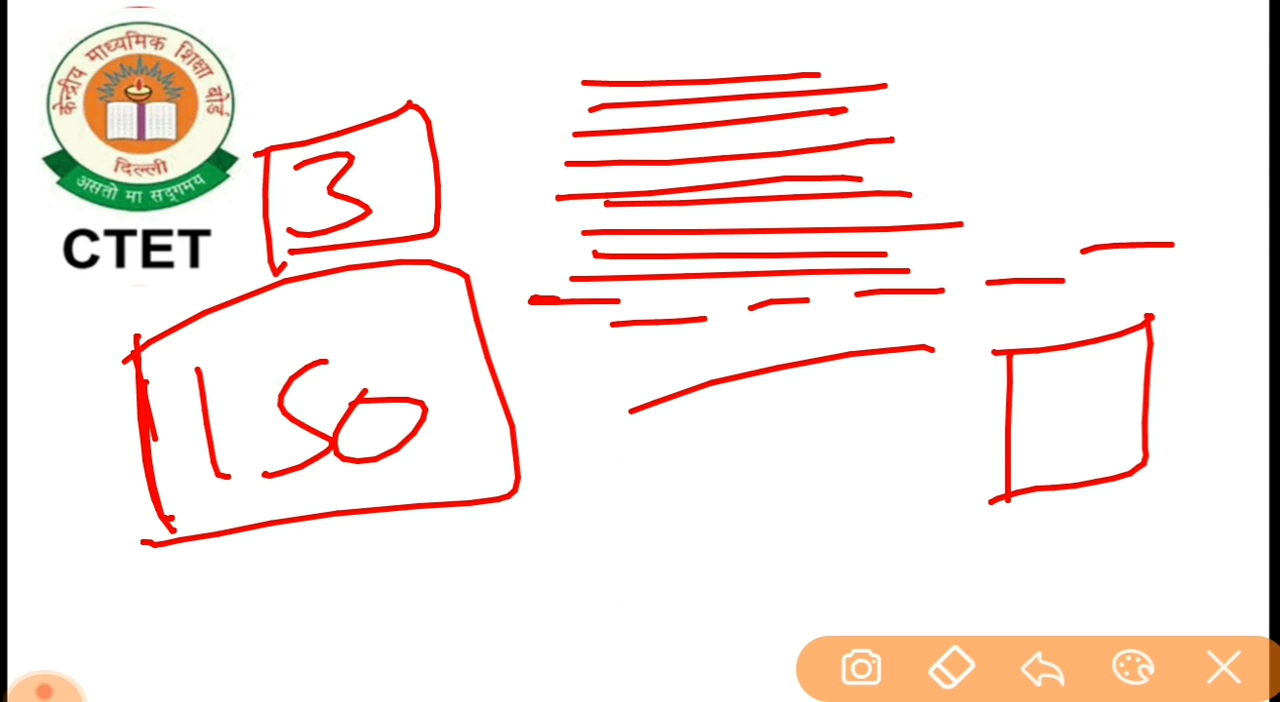 केन्द्रीय माध्यमिक शिक्षा बोर्ड
दिल्ली
असतो मा सद्गमय
CTET
3
150